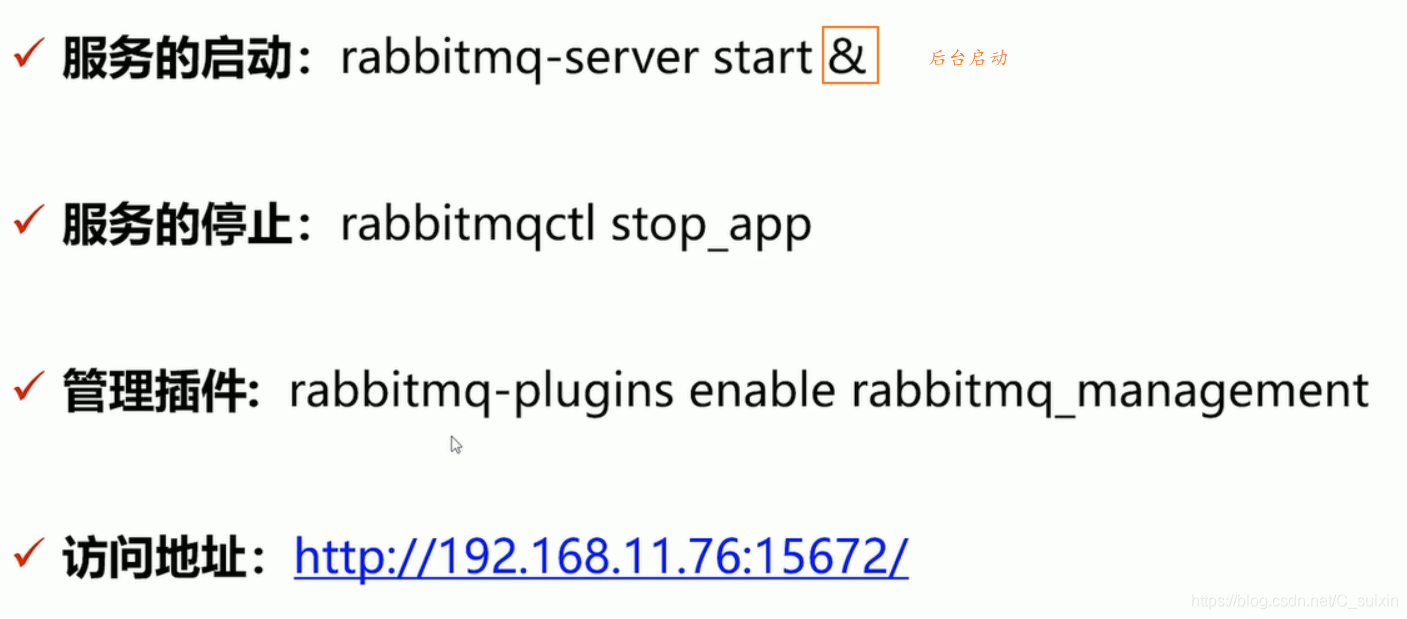 服务的启动：rabbitmq-server start & 后台启动
服务的停止：rabbitmqctl stop_app
管理插件：rabbitmq-plugins enable rabbitmq_management
访问地址：http://192.168.11.76:15672/
https://blog.csdn.net/C_suixin